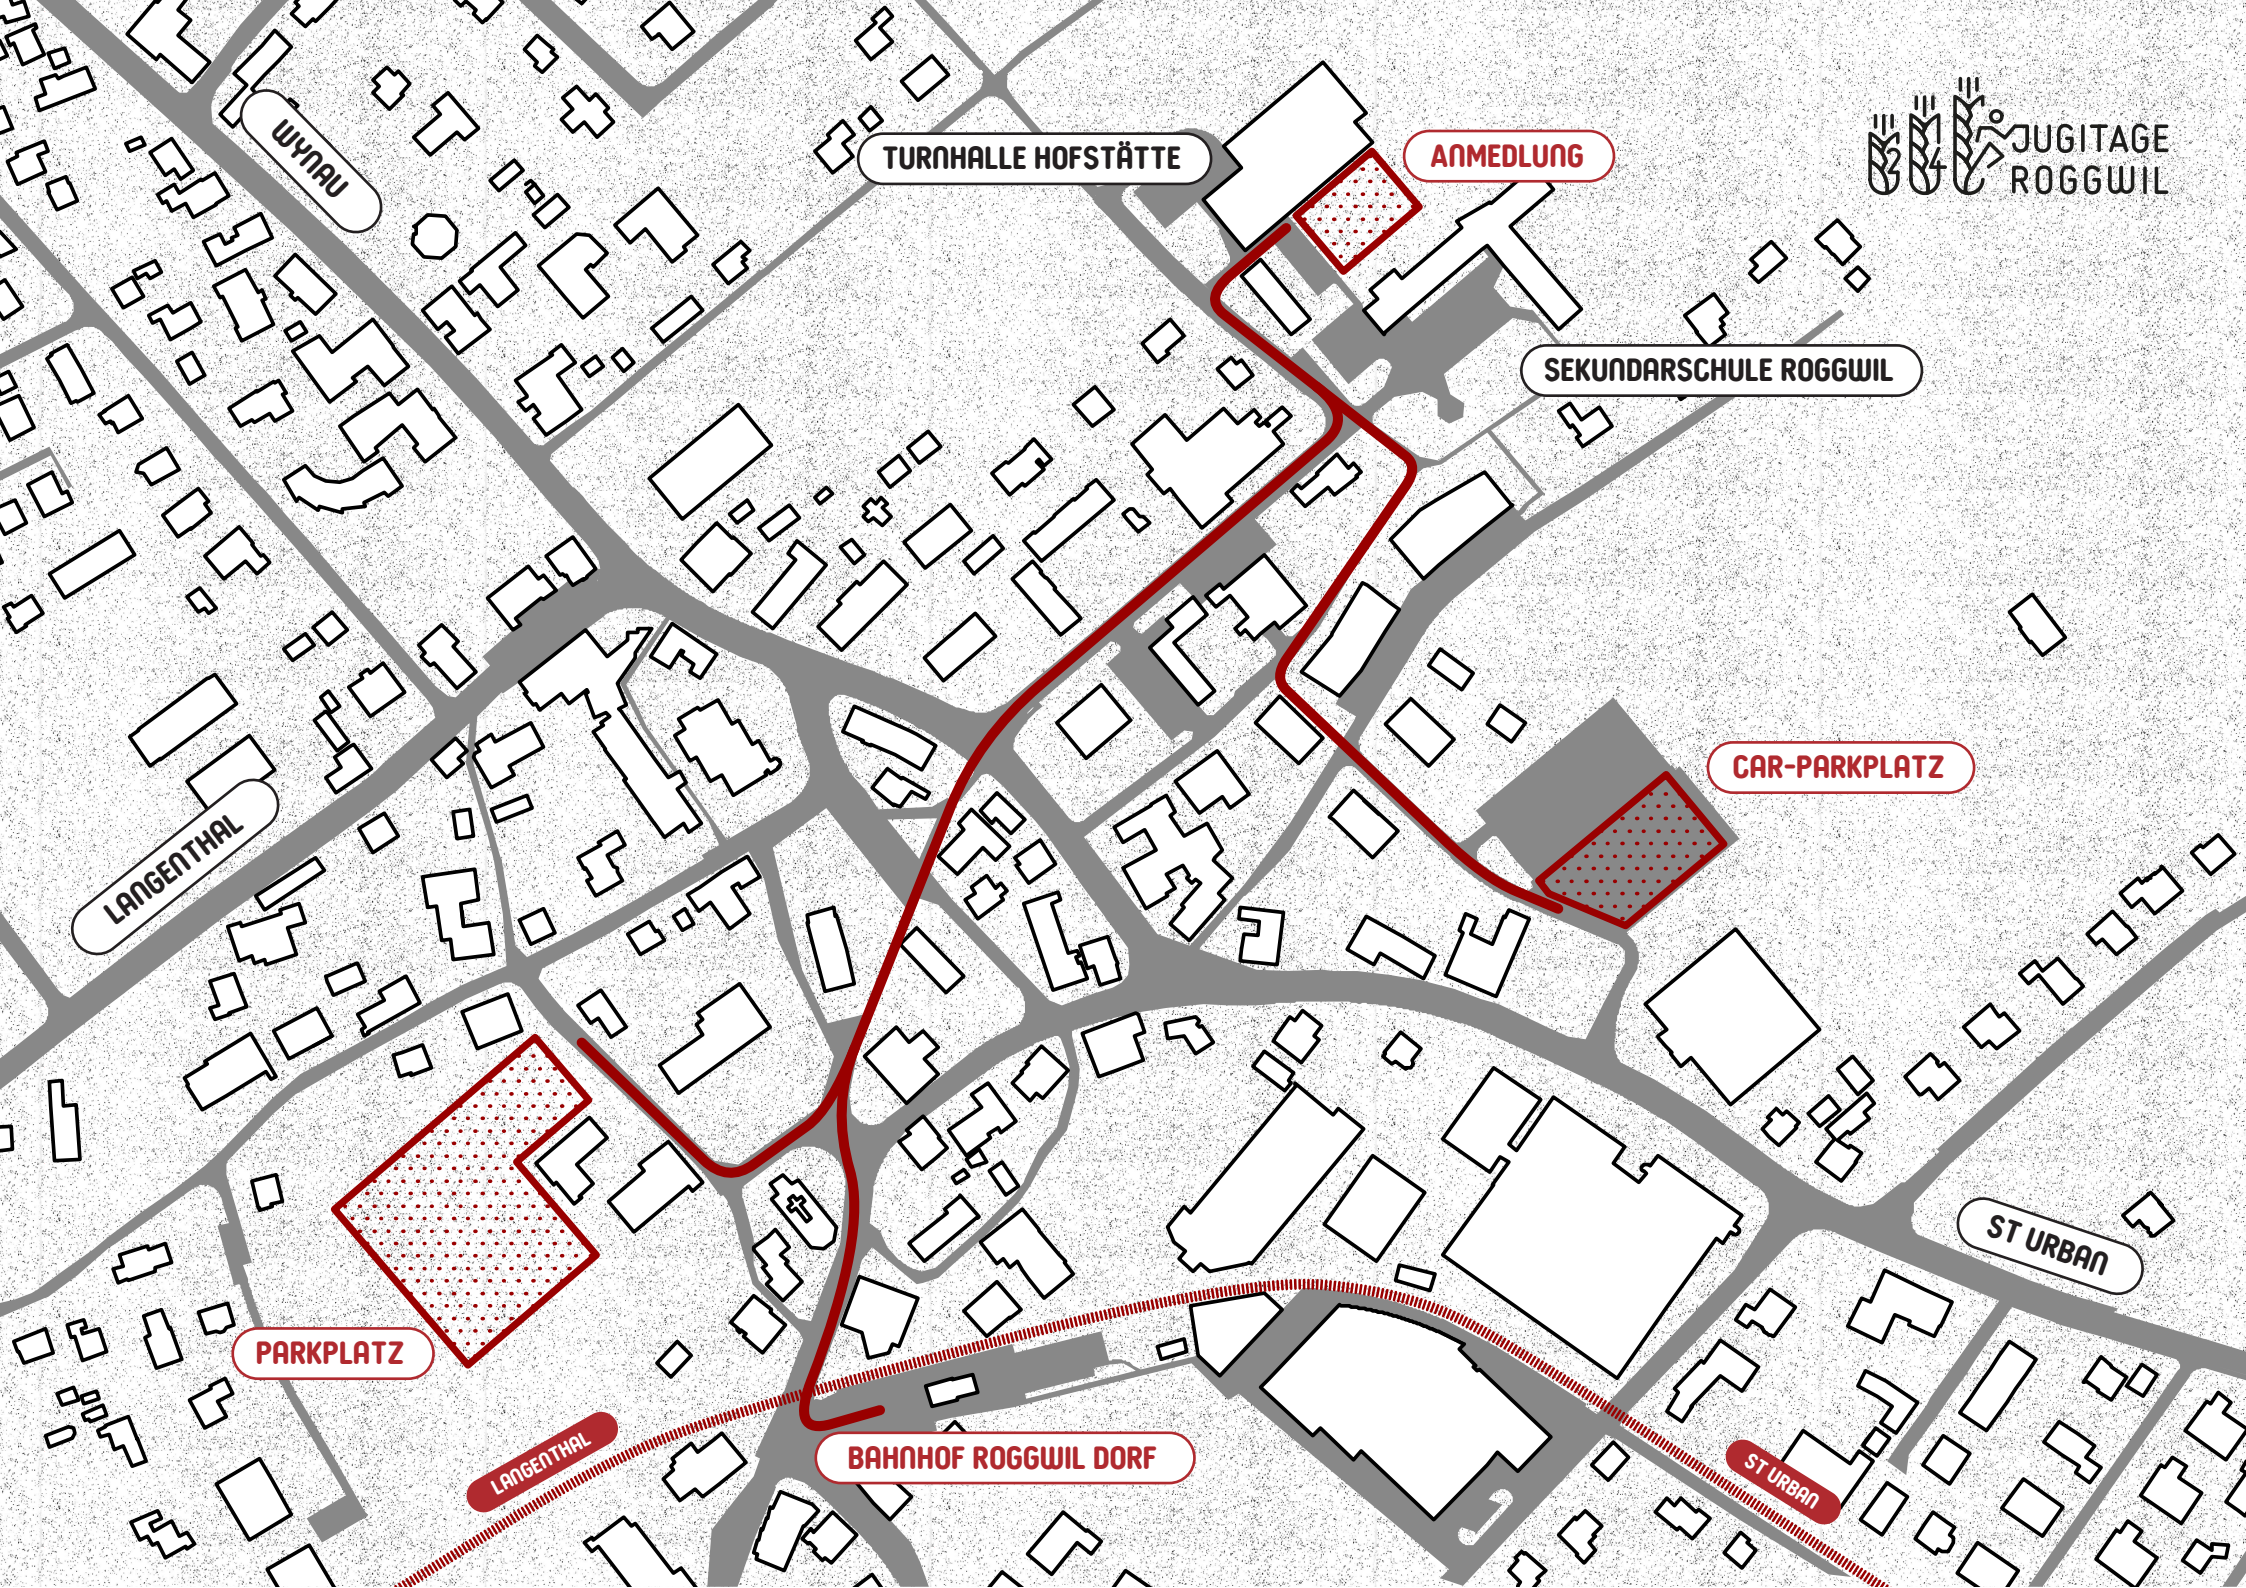 WYNAU
TURNHALLE HOFSTÄTTE
ANMEDLUNG
24
JUGITAGE
ROGGWIL
SEKUNDARSCHULE ROGGWIL
CAR-PARKPLATZ
LANGENTHAL
ST URBAN
PARKPLATZ
LANGENTHAL
BAHNHOF ROGGWIL DORF
ST URBAN